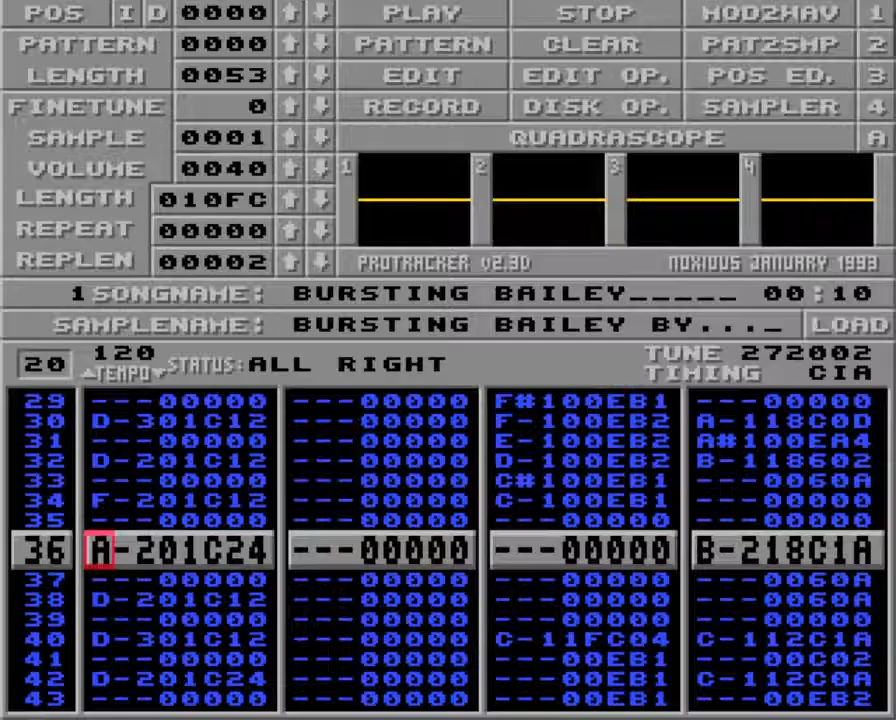 POS I D 0000 PLAY STOP MOD2WAV 1
PATTERN 0000 PATTERN CLEAR PAT2SMP 2
LENGTH 0053 EDIT EDIT OP. POS ED. 3
FINETUNE 0 RECORD DISK OP. SAMPLER 4
SAMPLE 0001 QUADRASCOPE A
VOLUME 0040 1 2 3 4
LENGTH 010FC
REPEAT 00000
REPLEN 00002 PROTRACKER V2.3D NOXIOUS JANUARY 1993
1 SONGNAME: BURSTING BAILEY_____ 00:10
SAMPLENAME: BURSTING BAILEY BY..._ LOAD
20 120 TEMPO STATUS: ALL RIGHT TUNE 272002
TIMING CIA
29 ---00000 ---00000 F#100EB1 ---00000
30 D-301C12 ---00000 F-100EB2 A-118C0D
31 ---00000 ---00000 E-100EB2 A#100EA4
32 D-201C12 ---00000 D-100EB2 B-118602
33 ---00000 ---00000 C#100EB1 ---0060A
34 F-201C12 ---00000 C-100EB1 ---00000
35 ---00000 ---00000 ---00000 ---00000
36 A-201C24 ---00000 ---00000 B-218C1A
37 ---00000 ---00000 ---00000 ---0060A
38 D-201C12 ---00000 ---00000 ---0060A
39 ---00000 ---00000 ---00000 ---0060A
40 D-301C12 ---00000 C-11FC04 C-112C1A
41 ---00000 ---00000 ---00EB1 ---00C02
42 D-201C24 ---00000 ---00EB1 C-112C0A
43 ---00000 ---00000 ---00EB1 ---00EB2